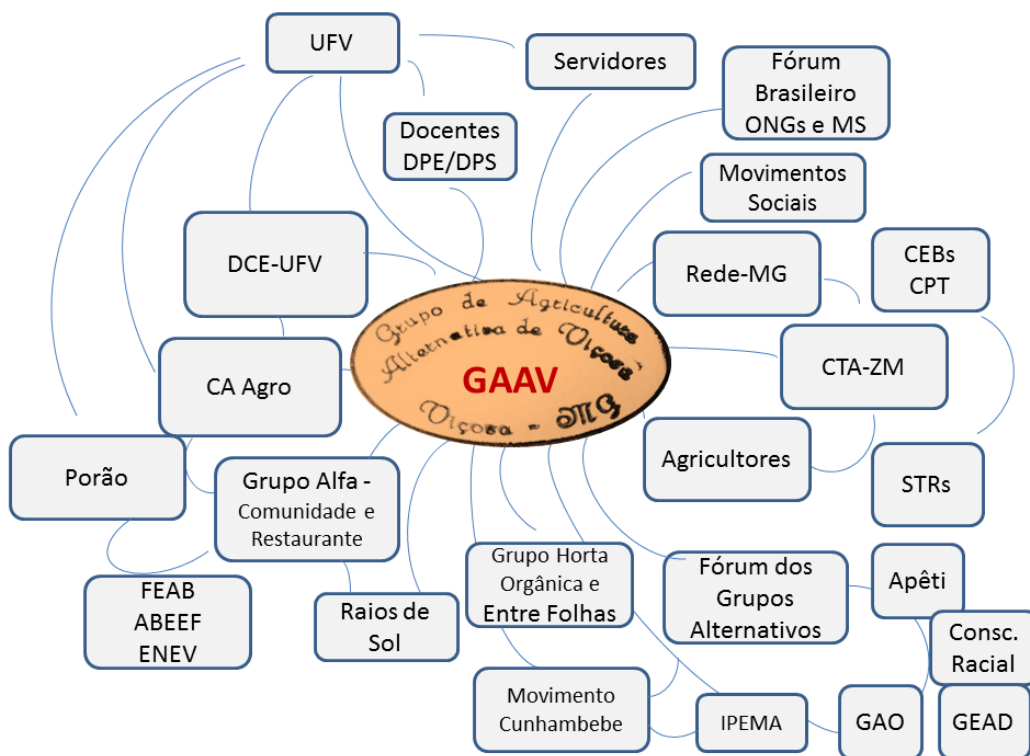 UFV
Servidores
Fórum
Brasileiro
ONGs e MS
Docentes
DPE/DPS
Movimentos
Sociais
DCE-UFV
Rede-MG
CEBs
CPT
Grupo de Agricultura
Alternativa de Viçosa
GAAV
Viçosa - MG
CA Agro
CTA-ZM
Porão
Grupo Alfa -
Comunidade e
Restaurante
Agricultores
STRs
FEAB
ABEEF
ENEV
Raios de
Sol
Grupo Horta
Orgânica e
Entre Folhas
Fórum dos
Grupos
Alternativos
Apêti
Consc.
Racial
Movimento
Cunhambebe
IPEMA
GAO
GEAD